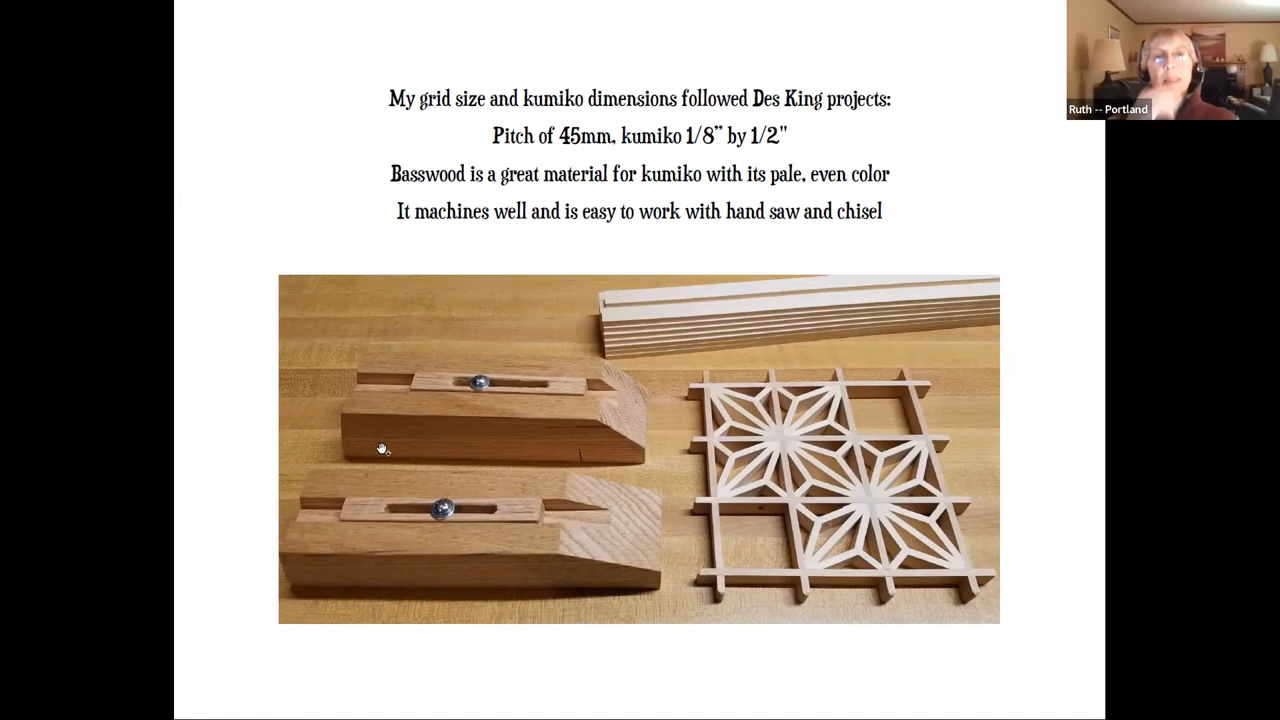 My grid size and kumiko dimensions followed Des King projects:
Pitch of 45mm, kumiko 1/8” by 1/2"
Basswood is a great material for kumiko with its pale, even color
It machines well and is easy to work with hand saw and chisel
Ruth -- Portland